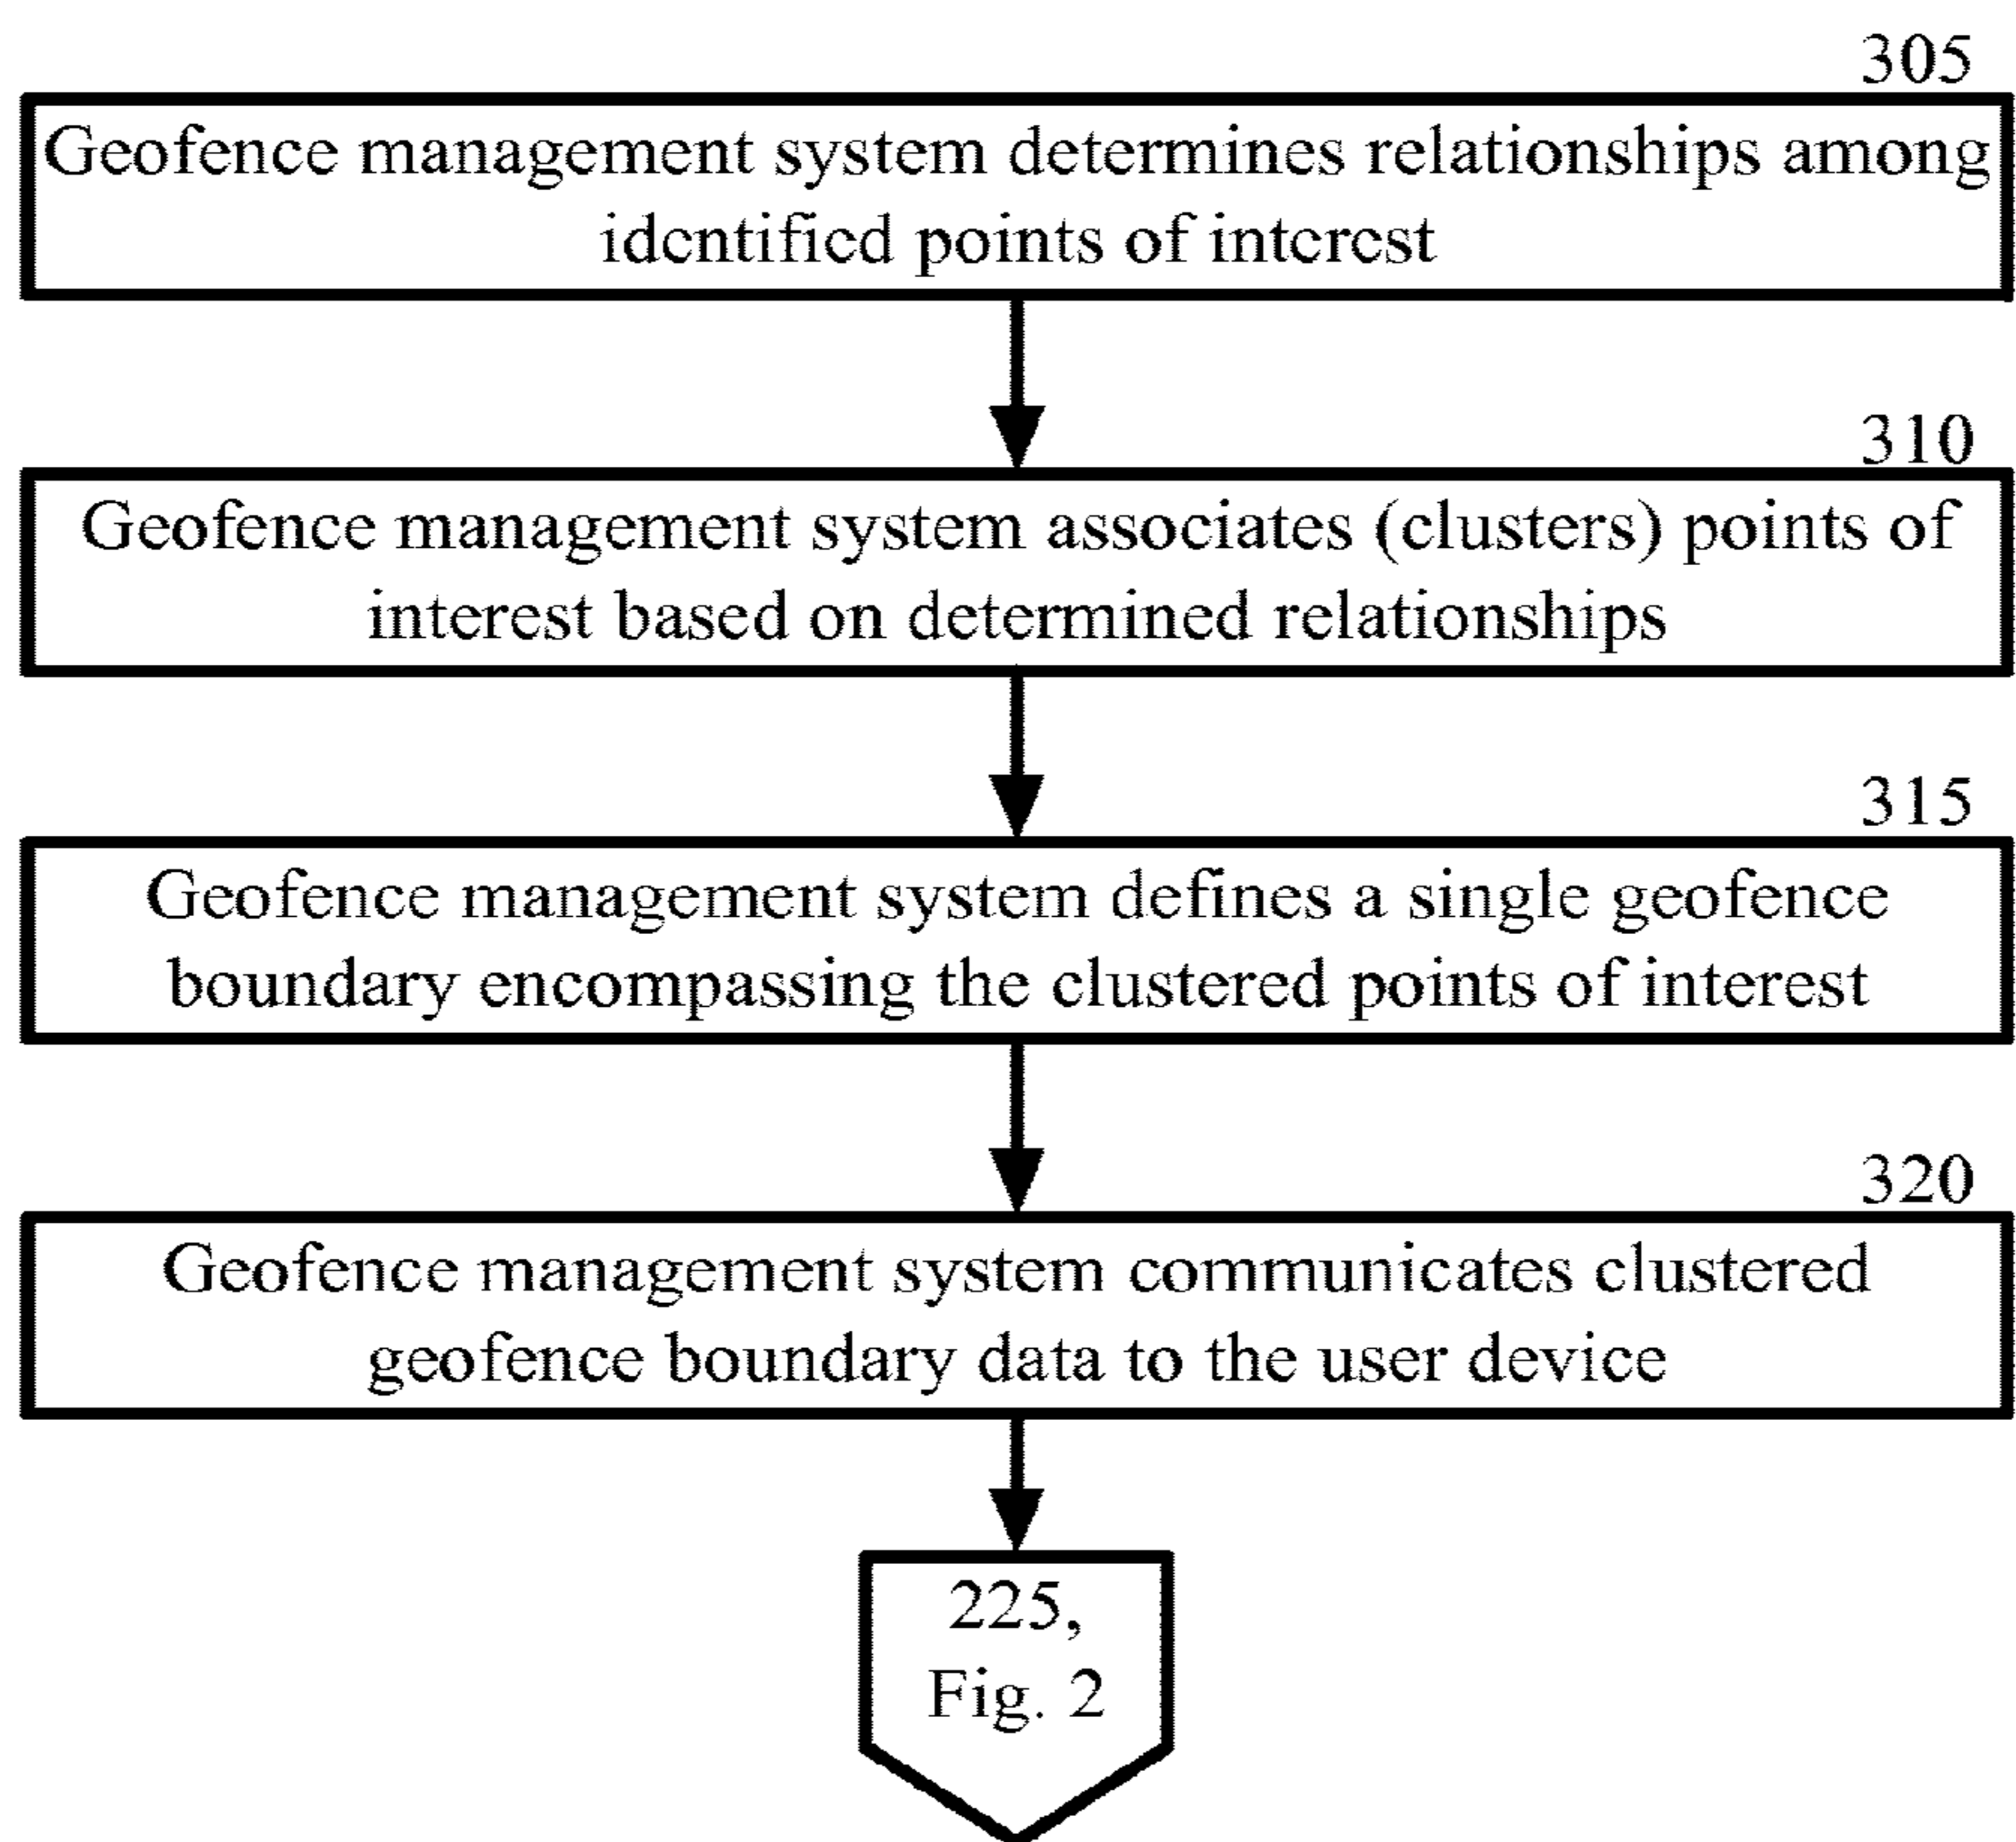 305
Geofence management system determines relationships among
identified points of interest
310
Geofence management system associates (clusters) points of
interest based on determined relationships
315
Geofence management system defines a single geofence
boundary encompassing the clustered points of interest
320
Geofence management system communicates clustered
geofence boundary data to the user device
225,
Fig. 2